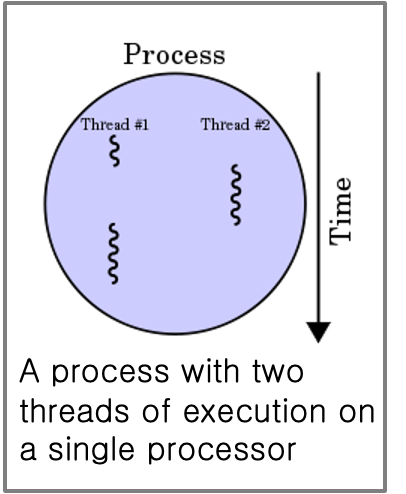 Process
Thread #1
Thread #2
Time
A process with two
threads of execution on
a single processor